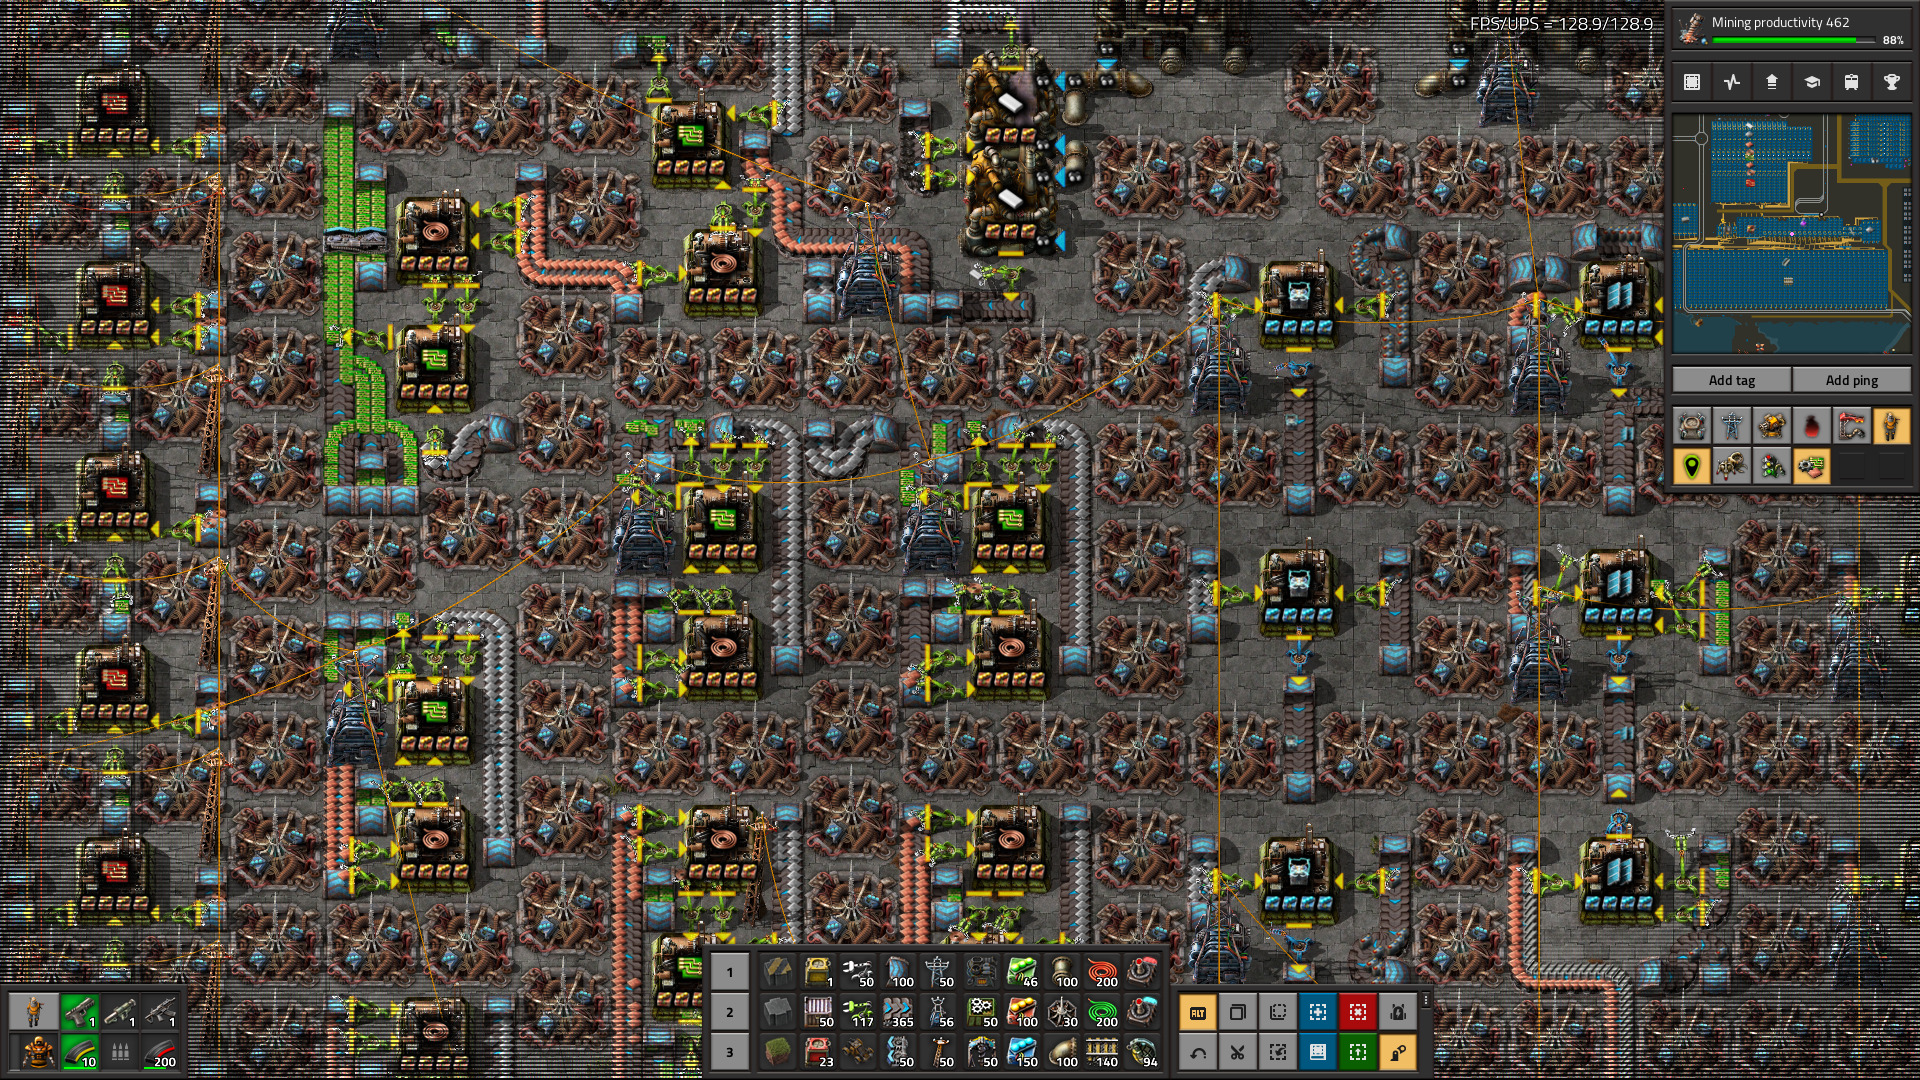 FPS/UPS = 128.9/128.9
Mining productivity 462
88%
Add tag
Add ping
1
1 50 100 50 46 100 200
2
50 117 365 56 50 100 30 200
3
23 50 50 50 150 50 140 94
ALT
1 1 1
10 200